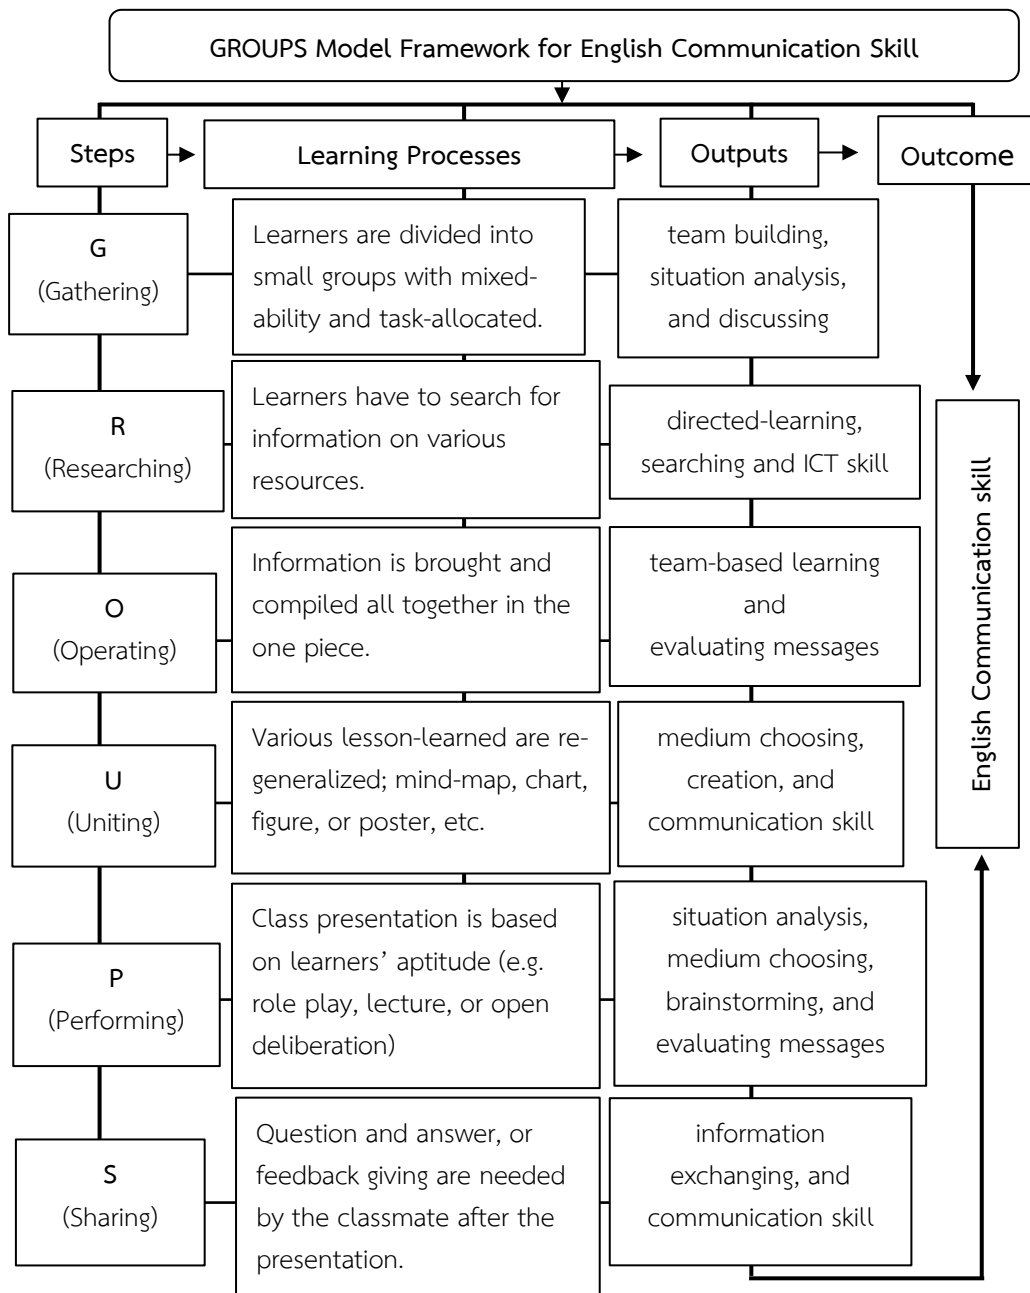 GROUPS Model Framework for English Communication Skill
Steps
Learning Processes
Outputs
Outcome
G
(Gathering)
Learners are divided into
small groups with mixed-
ability and task-allocated.
team building,
situation analysis,
and discussing
R
(Researching)
Learners have to search for
information on various
resources.
directed-learning,
searching and ICT skill
O
(Operating)
Information is brought and
compiled all together in the
one piece.
team-based learning
and
evaluating messages
U
(Uniting)
Various lesson-learned are re-
generalized; mind-map, chart,
figure, or poster, etc.
medium choosing,
creation, and
communication skill
P
(Performing)
Class presentation is based
on learners’ aptitude (e.g.
role play, lecture, or open
deliberation)
situation analysis,
medium choosing,
brainstorming, and
evaluating messages
S
(Sharing)
Question and answer, or
feedback giving are needed
by the classmate after the
presentation.
information
exchanging, and
communication skill
English Communication skill